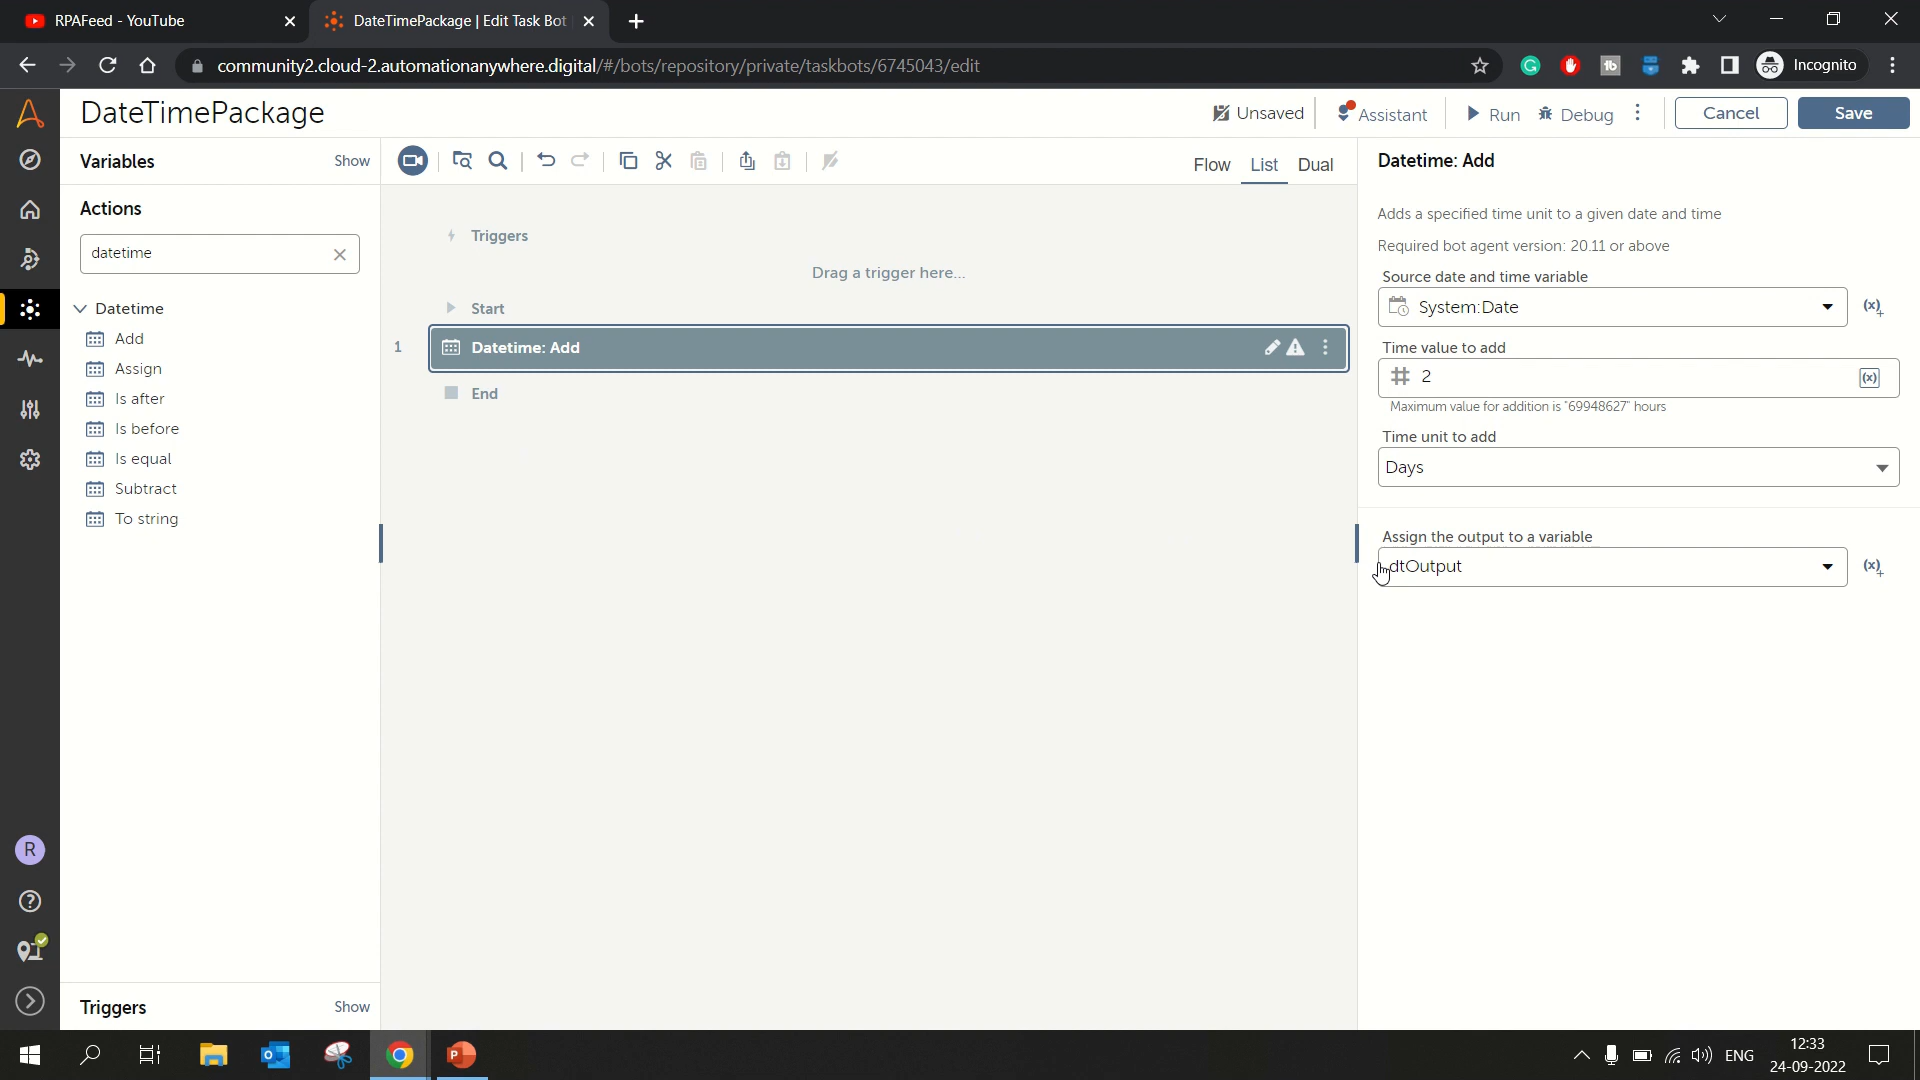 RPAFeed - YouTube
DateTimePackage | Edit Task Bot
community2.cloud-2.automationanywhere.digital/#/bots/repository/private/taskbots/6745043/edit
Incognito
DateTimePackage
Unsaved
Assistant
Run
Debug
Cancel
Save
Variables
Show
Flow
List
Dual
Datetime: Add
Actions
datetime
Datetime
Add
Assign
Is after
Is before
Is equal
Subtract
To string
Triggers
Drag a trigger here...
Start
1
Datetime: Add
End
Adds a specified time unit to a given date and time
Required bot agent version: 20.11 or above
Source date and time variable
System:Date
(x)+
Time value to add
2
(x)
Maximum value for addition is "69948627" hours
Time unit to add
Days
Assign the output to a variable
dtOutput
(x)+
R
Triggers
Show
ENG
12:33
24-09-2022